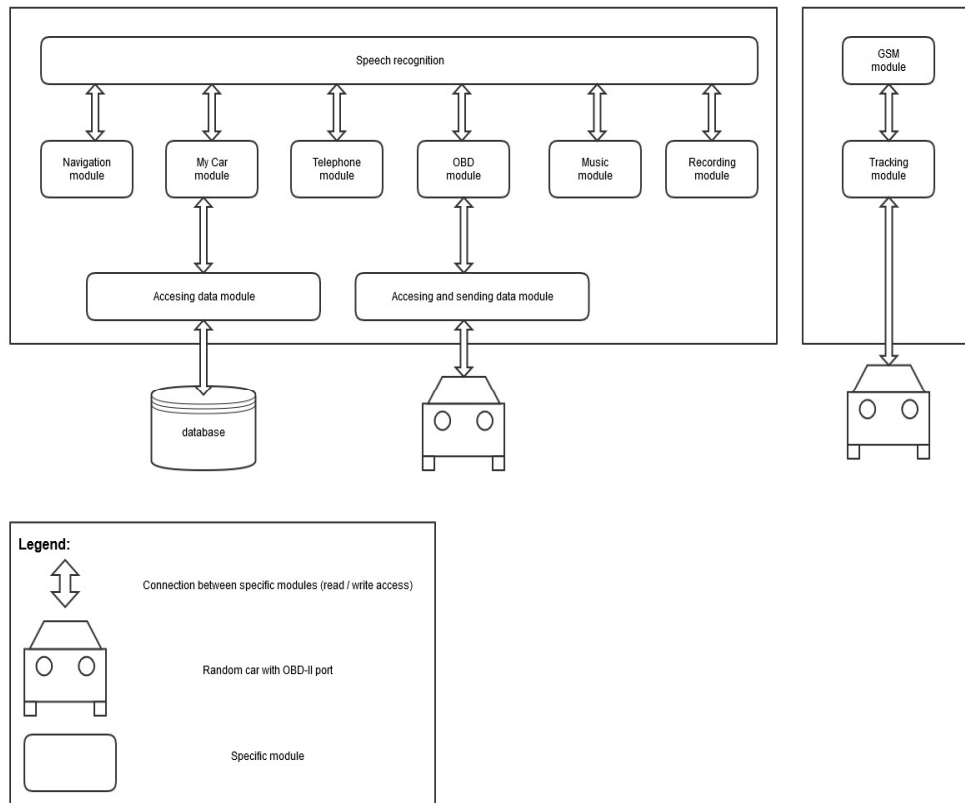 Speech recognition
GSM
module
Navigation
module
My Car
module
Telephone
module
OBD
module
Music
module
Recording
module
Tracking
module
Accesing data module
Accesing and sending data module
database
Legend:
Connection between specific modules (read / write access)
Random car with OBD-II port
Specific module